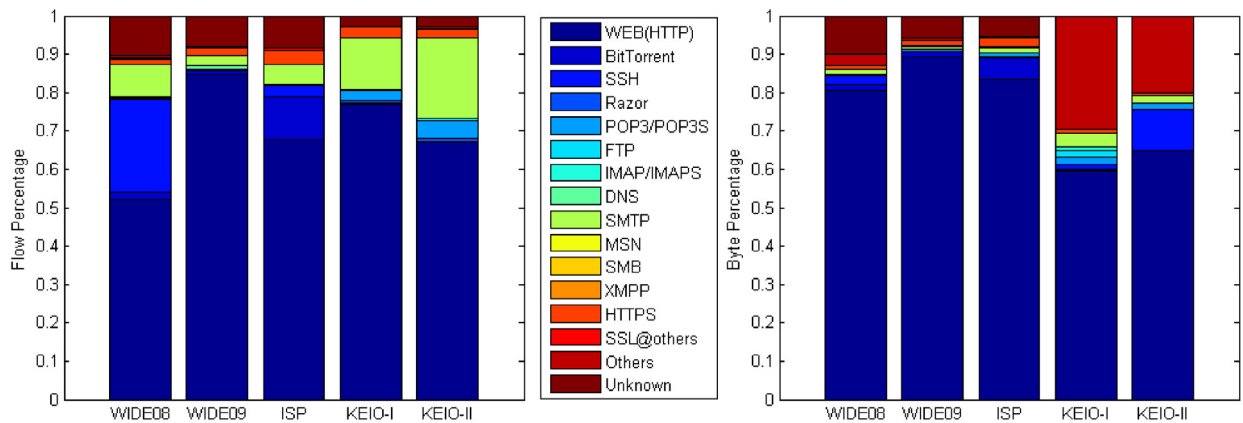 1
0.9
0.8
0.7
0.6
0.5
0.4
0.3
0.2
0.1
0
Flow Percentage
WIDE08 WIDE09 ISP KEIO-I KEIO-II
WEB(HTTP)
BitTorrent
SSH
Razor
POP3/POP3S
FTP
IMAP/IMAPS
DNS
SMTP
MSN
SMB
XMPP
HTTPS
SSL@others
Others
Unknown
1
0.9
0.8
0.7
0.6
0.5
0.4
0.3
0.2
0.1
0
Byte Percentage
WIDE08 WIDE09 ISP KEIO-I KEIO-II